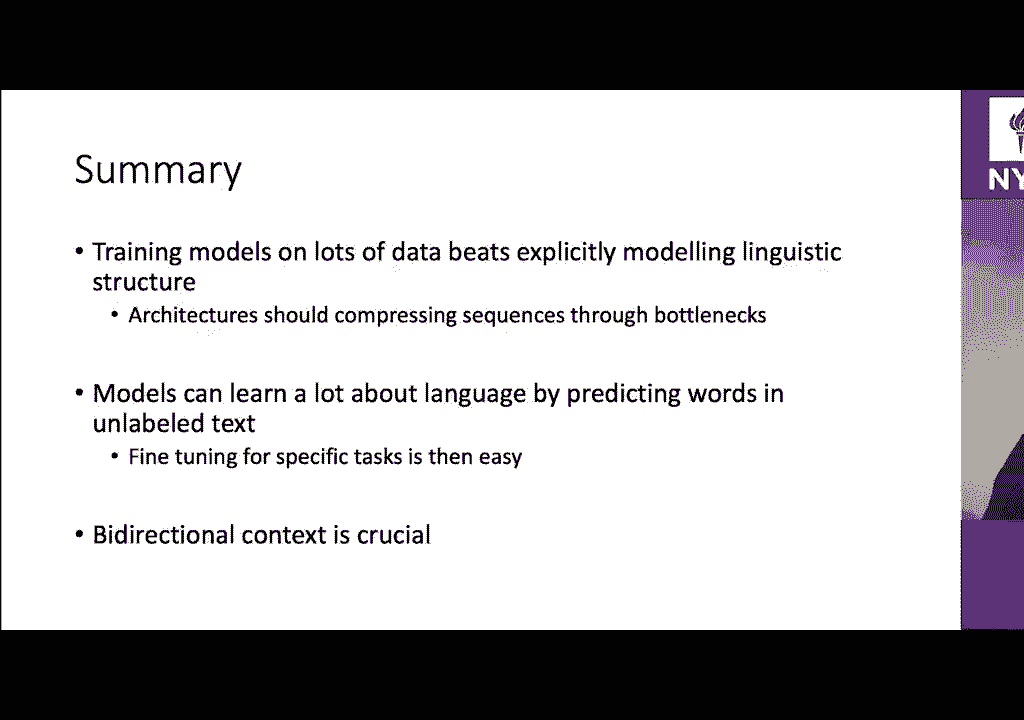 Summary
• Training models on lots of data beats explicitly modelling linguistic
structure
• Architectures should compressing sequences through bottlenecks
• Models can learn a lot about language by predicting words in
unlabeled text
• Fine tuning for specific tasks is then easy
• Bidirectional context is crucial
NY